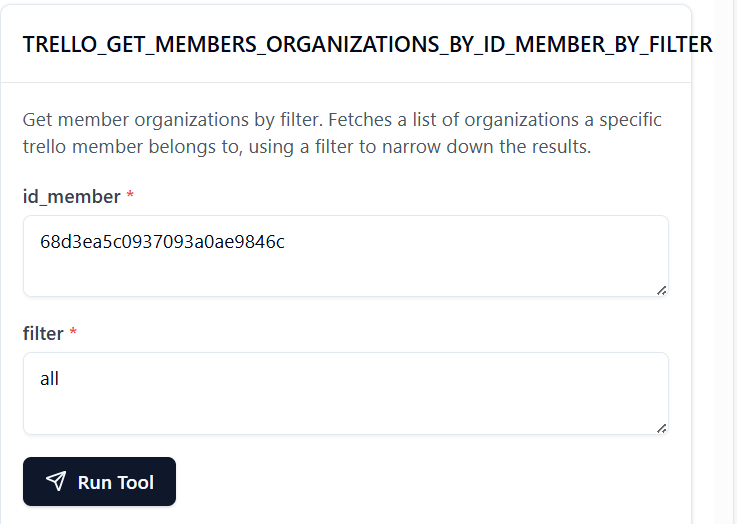 TRELLO_GET_MEMBERS_ORGANIZATIONS_BY_ID_MEMBER_BY_FILTER
Get member organizations by filter. Fetches a list of organizations a specific
trello member belongs to, using a filter to narrow down the results.
id_member *
68d3ea5c0937093a0ae9846c
filter *
all
Run Tool